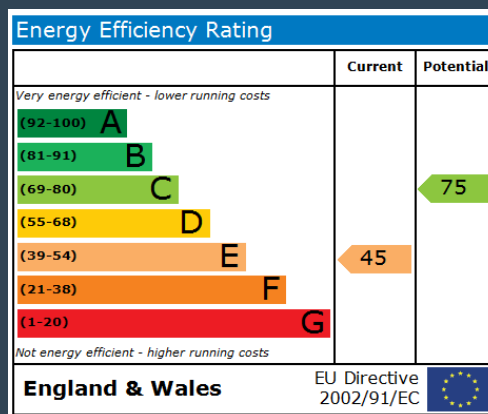 Energy Efficiency Rating
Current Potential
Very energy efficient - lower running costs
(92-100) A
(81-91) B
(69-80) C
75
(55-68) D
(39-54) E
45
(21-38) F
(1-20) G
Not energy efficient - higher running costs
England & Wales
EU Directive
2002/91/EC